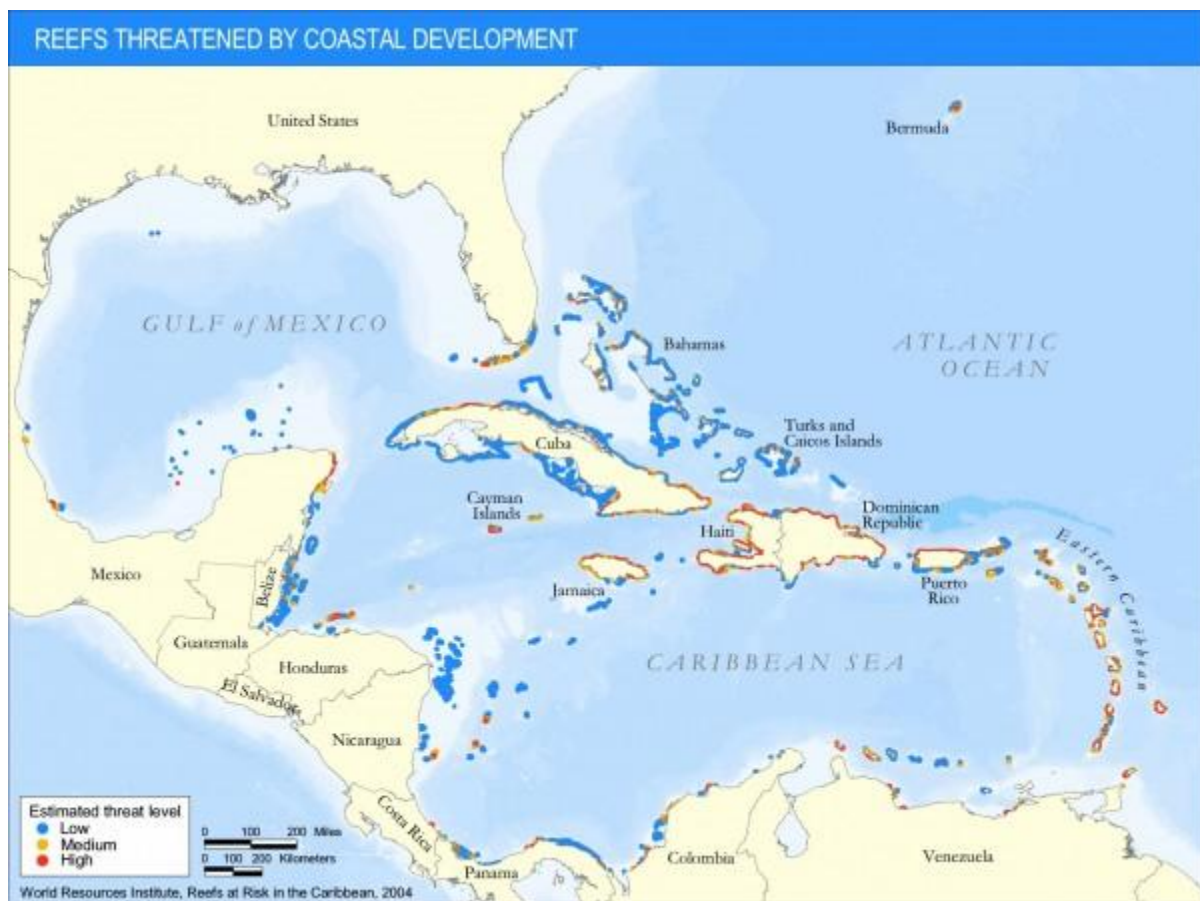 REEFS THREATENED BY COASTAL DEVELOPMENT
United States
Bermuda
GULF of MEXICO
Bahamas
ATLANTIC
OCEAN
Turks and
Caicos Islands
Cuba
Cayman
Islands
Dominican
Republic
Haiti
Eastern Caribbean
Mexico
Belize
Jamaica
Puerto
Rico
Guatemala
Honduras
CARIBBEAN SEA
El Salvador
Nicaragua
Costa Rica
Panama
Colombia
Venezuela
Estimated threat level
Low
Medium
High
0 100 200 Miles
0 100 200 Kilometers
World Resources Institute, Reefs at Risk in the Caribbean, 2004